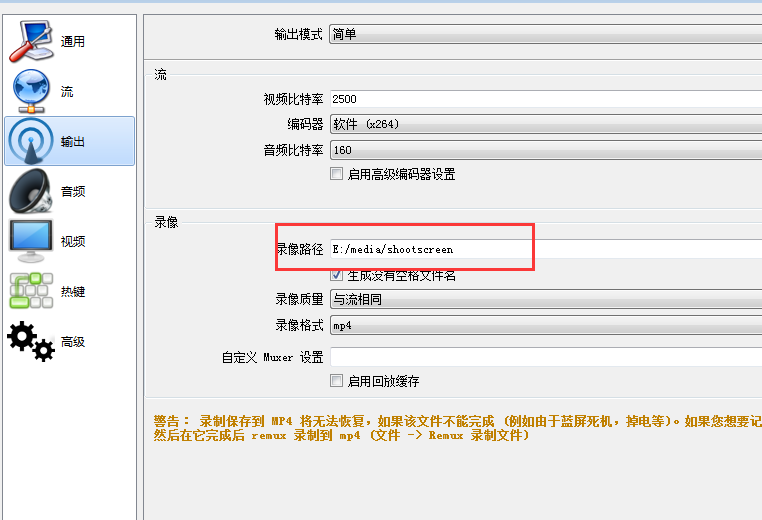 通用
流
输出
音频
视频
热键
高级
输出模式 简单
流
视频比特率 2500
编码器 软件 (x264)
音频比特率 160
启用高级编码器设置
录像
录像路径 E:/media/shootscreen
生成没有空格文件名
录像质量 与流相同
录像格式 mp4
自定义 Muxer 设置
启用回放缓存
警告: 录制保存到 MP4 将无法恢复,如果该文件不能完成 (例如由于蓝屏死机,掉电等)。如果您想要记
然后在它完成后 remux 录制到 mp4 (文件 -> Remux 录制文件)